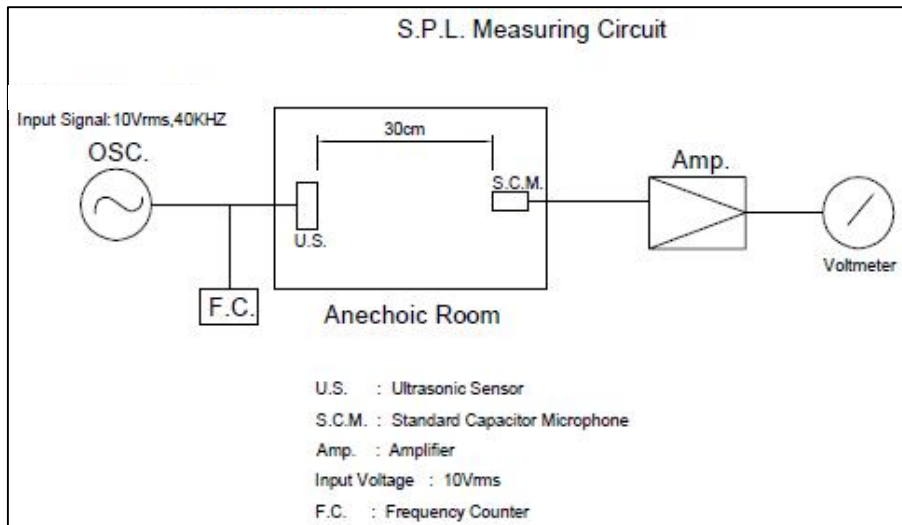 S.P.L. Measuring Circuit
Input Signal:10Vrms,40KHZ
OSC.
30cm
S.C.M.
U.S.
Amp.
Voltmeter
F.C.
Anechoic Room
U.S. : Ultrasonic Sensor
S.C.M. : Standard Capacitor Microphone
Amp. : Amplifier
Input Voltage : 10Vrms
F.C. : Frequency Counter